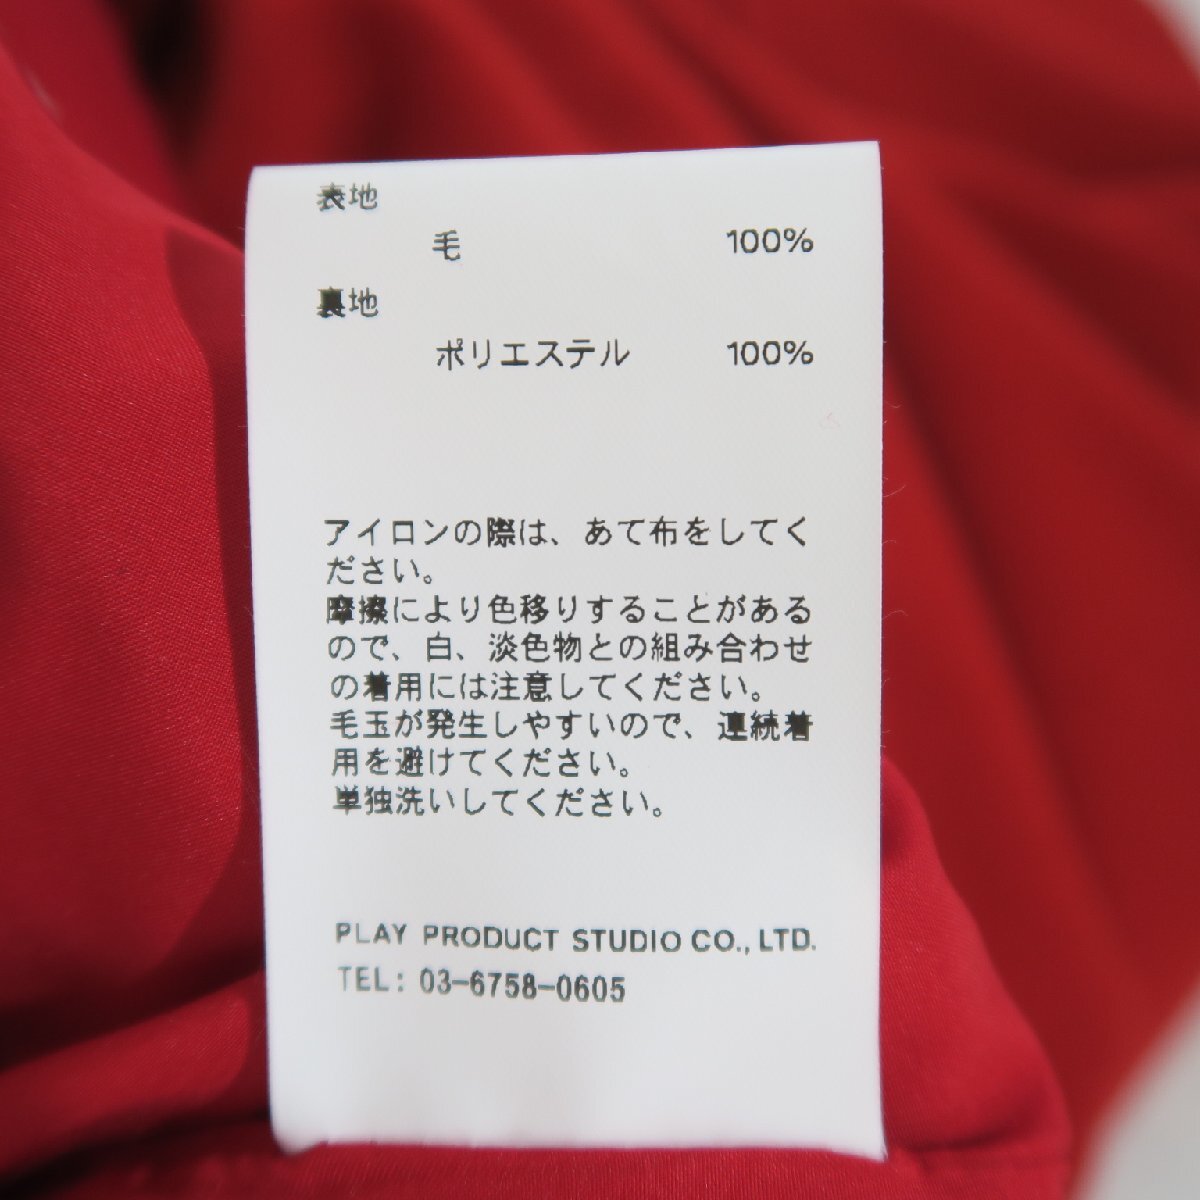 表地
毛 100%
裏地
ポリエステル 100%
アイロンの際は、あて布をしてく
ださい。
摩擦により色移りすることがある
ので、白、淡色物との組み合わせ
の着用には注意してください。
毛玉が発生しやすいので、連続着
用を避けてください。
単独洗いしてください。
PLAY PRODUCT STUDIO CO., LTD.
TEL: 03-6758-0605